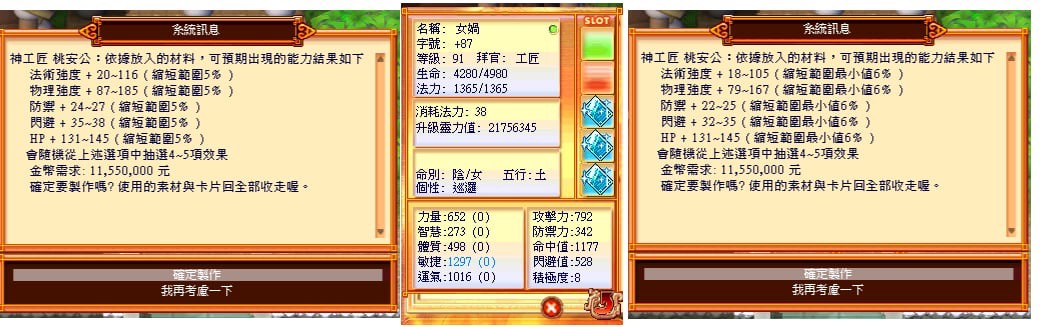 系統訊息
神工匠 桃安公：依據放入的材料，可預期出現的能力結果如下
法術強度 + 20~116 ( 縮短範圍5% )
物理強度 + 87~185 ( 縮短範圍5% )
防禦 + 24~27 ( 縮短範圍5% )
閃避 + 35~38 ( 縮短範圍5% )
HP + 131~145 ( 縮短範圍5% )
會隨機從上述選項中抽選4~5項效果
金幣需求: 11,550,000 元
確定要製作嗎? 使用的素材與卡片回全部收走喔。
確定製作
我再考慮一下
SLOT
名稱: 女媧
字號: +87
等級: 91 拜官: 工匠
生命: 4280/4980
法力: 1365/1365
消耗法力: 38
升級靈力值: 21756345
命別: 陰/女 五行: 土
個性: 巡邏
力量:652 (0)
智慧:273 (0)
體質:498 (0)
敏捷:1297 (0)
運氣:1016 (0)
攻擊力:792
防禦力:342
命中值:1177
閃避值:528
積極度:8
系統訊息
神工匠 桃安公：依據放入的材料，可預期出現的能力結果如下
法術強度 + 18~105 ( 縮短範圍最小值6% )
物理強度 + 79~167 ( 縮短範圍最小值6% )
防禦 + 22~25 ( 縮短範圍最小值6% )
閃避 + 32~35 ( 縮短範圍最小值6% )
HP + 131~145 ( 縮短範圍最小值6% )
會隨機從上述選項中抽選4~5項效果
金幣需求: 11,550,000 元
確定要製作嗎? 使用的素材與卡片回全部收走喔。
確定製作
我再考慮一下